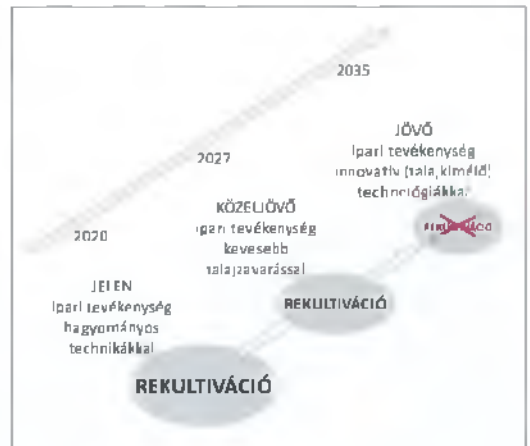 2020
JELEN
Ipari tevékenység
hagyományos
technikákkal
REKULTIVÁCIÓ
2027
KÖZELJÖVŐ
Ipari tevékenység
kevesebb
talajzavarással
REKULTIVÁCIÓ
2035
JÖVŐ
Ipari tevékenység
innovatív (talajkímélő)
technológiákkal